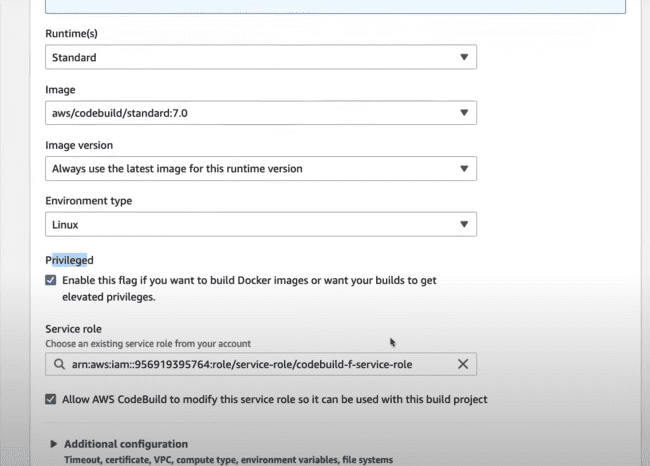 Runtime(s)
Standard
Image
aws/codebuild/standard:7.0
Image version
Always use the latest image for this runtime version
Environment type
Linux
Privileged
Enable this flag if you want to build Docker images or want your builds to get
elevated privileges.
Service role
Choose an existing service role from your account
arn:aws:iam::956919395764:role/service-role/codebuild-f-service-role
Allow AWS CodeBuild to modify this service role so it can be used with this build project
Additional configuration
Timeout, certificate, VPC, compute type, environment variables, file systems